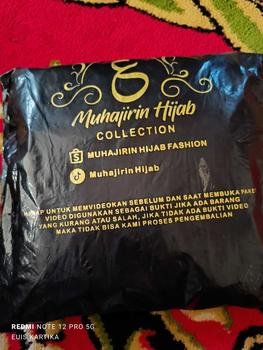 Muhajirin Hijab
COLLECTION
MUHAJIRIN HIJAB FASHION
MuhajirinHijab
UNTUK MEMVIDEOKAN SEBELUM DAN SAAT MEMBUKA PAKET
VIDEO DIGUNAKAN SEBAGAI BUKTI JIKA ADA BARANG
YANG KURANG ATAU SALAH, JIKA TIDAK ADA BUKTI VIDEO
MAKA TIDAK BISA KAMI PROSES PENGEMBALIAN
REDMI NOTE 12 PRO 5G
EUIS KARTIKA